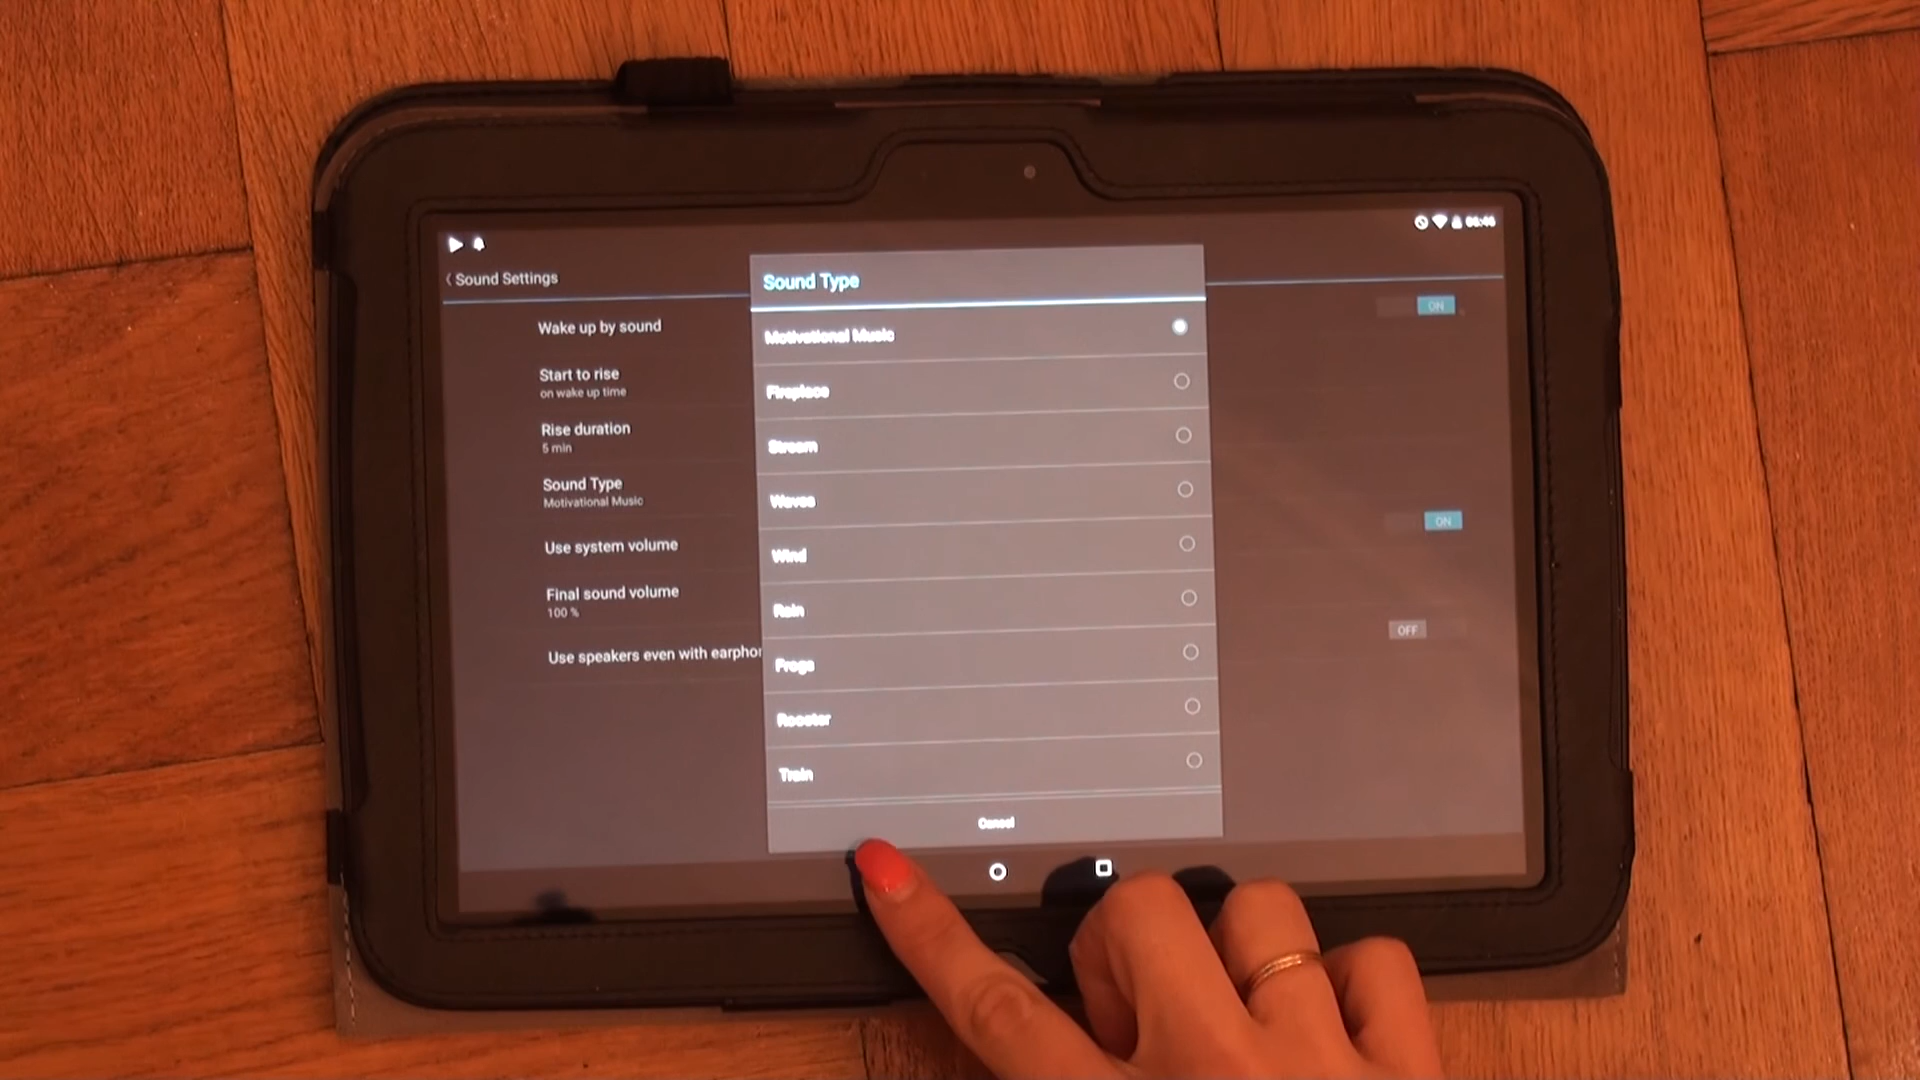 Sound Settings
Wake up by sound
ON
Start to rise
on wake up time
Rise duration
5 min
Sound Type
Motivational Music
Use system volume
ON
Final sound volume
100 %
Use speakers even with earphon
OFF
Sound Type
Motivational Music
Fireplace
Stream
Waves
Wind
Rain
Frogs
Rooster
Train
Cancel